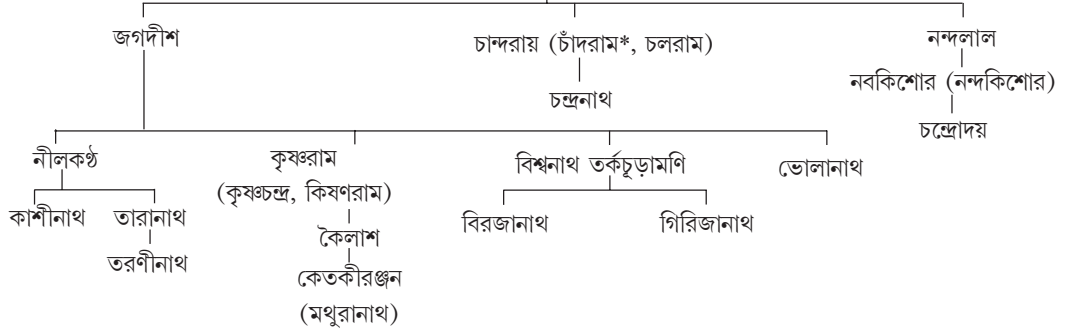 জগদীশ চান্দরায় (চাঁদরাম*, চলরাম) নন্দলাল
নবকিশোর (নন্দকিশোর)
চন্দ্রনাথ
চন্দ্রোদয়
নীলকণ্ঠ কৃষ্ণরাম বিশ্বনাথ তর্কচূড়ামণি ভোলানাথ
(কৃষ্ণচন্দ্র, কিষণরাম)
কাশীনাথ তারানাথ বিরজানাথ গিরিজানাথ
কৈলাশ
তরণীনাথ
কেতকীরঞ্জন
(মথুরানাথ)